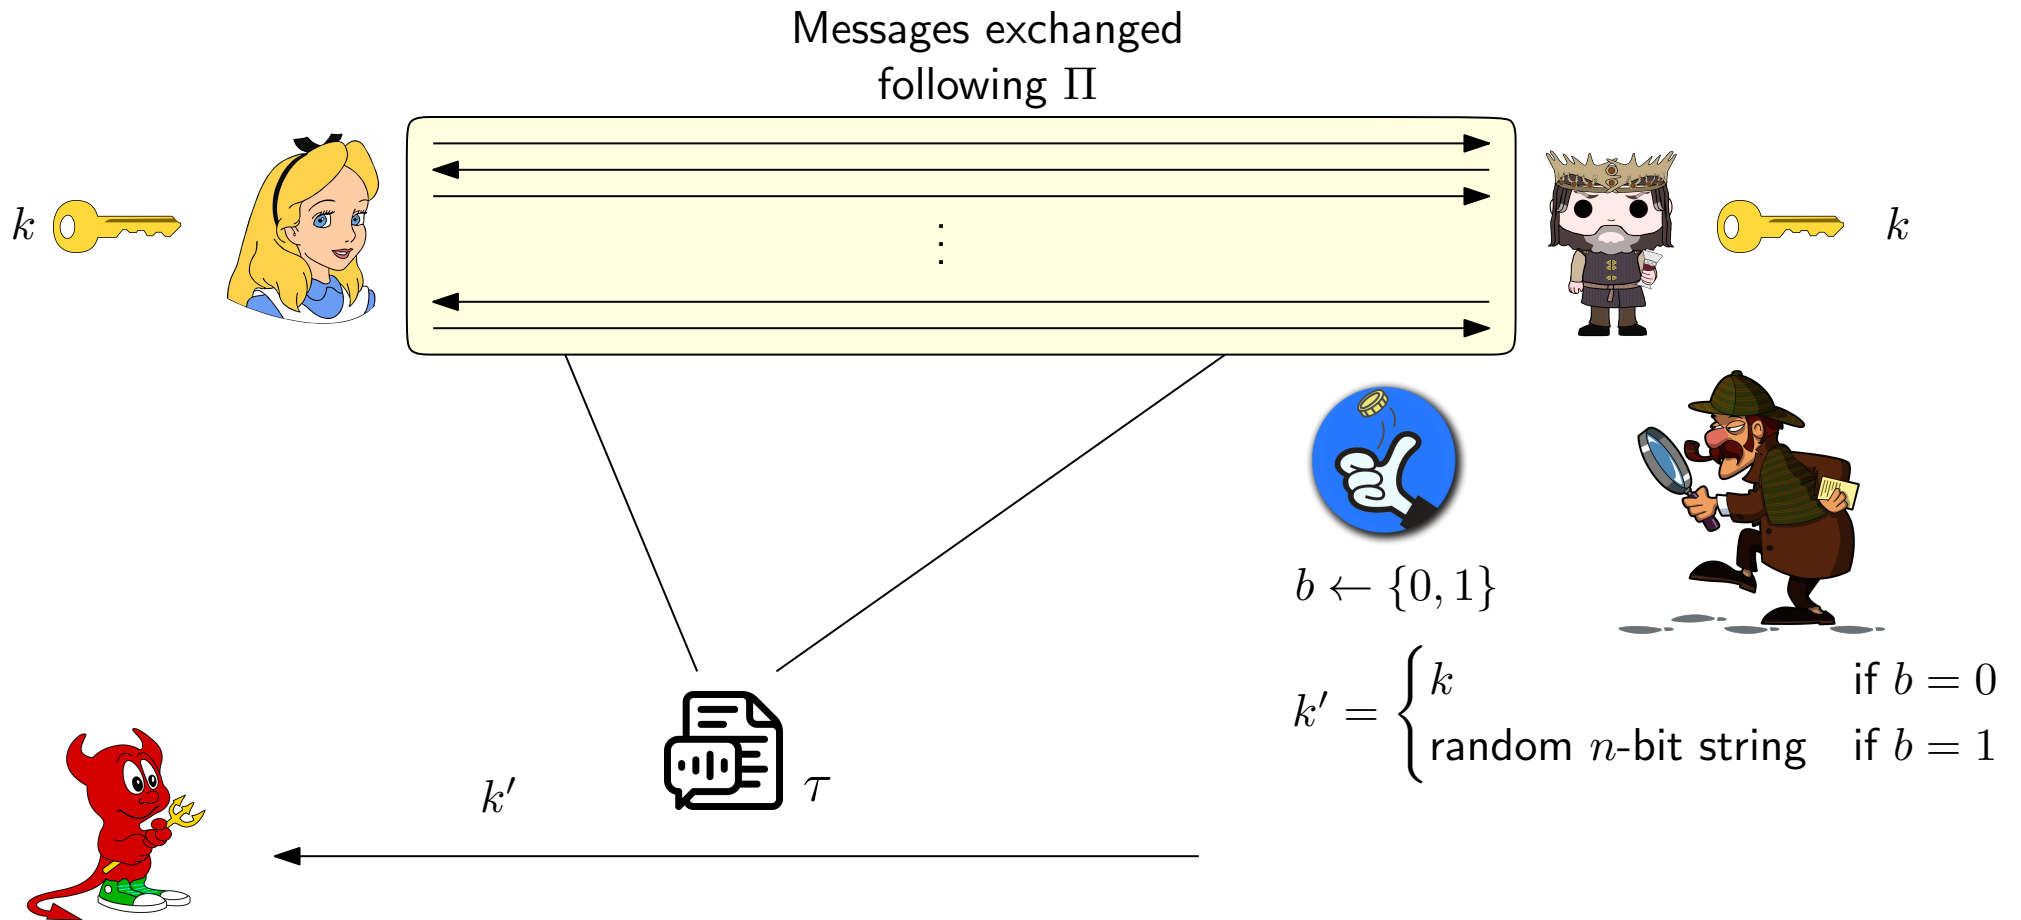 Messages exchanged
following Π
k
k
b ← {0, 1}
k′ = { k if b = 0
random n-bit string if b = 1
k′
τ